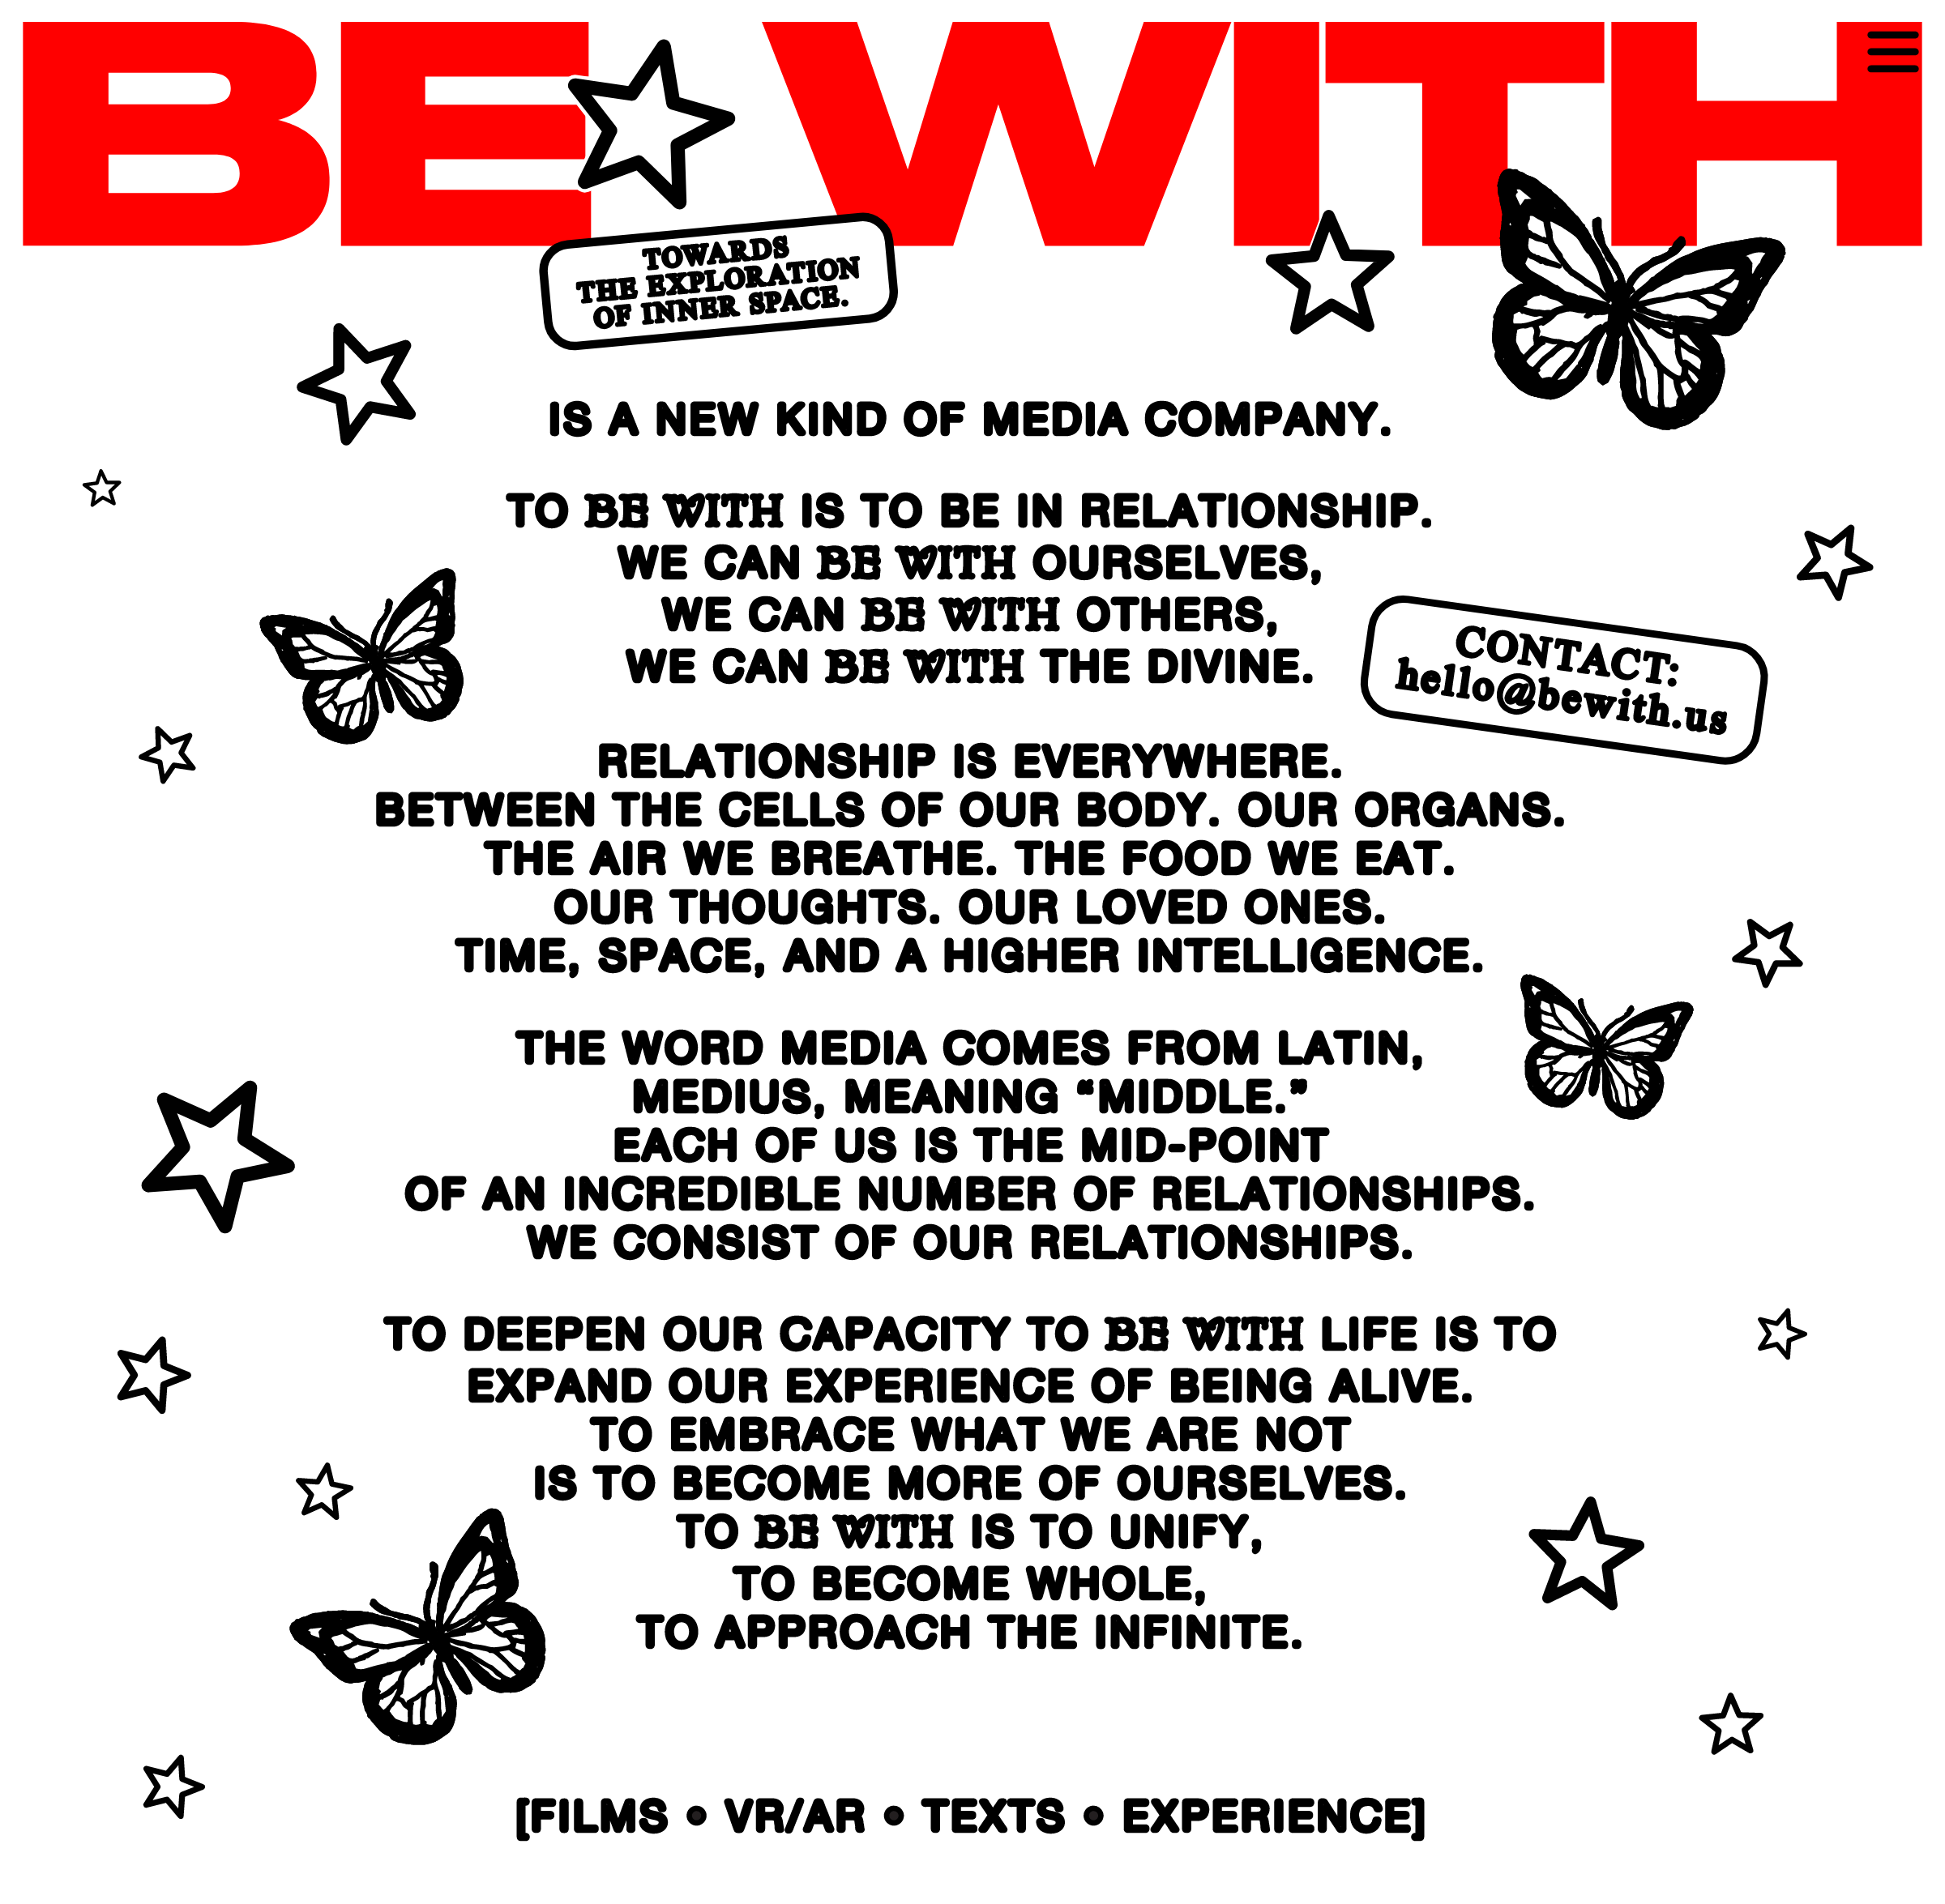 BE WITH
TOWARDS
THE EXPLORATION
OF INNER SPACE.
IS A NEW KIND OF MEDIA COMPANY.
TO BE WITH IS TO BE IN RELATIONSHIP.
WE CAN BE WITH OURSELVES,
WE CAN BE WITH OTHERS,
WE CAN BE WITH THE DIVINE.
CONTACT:
hello@bewith.us
RELATIONSHIP IS EVERYWHERE.
BETWEEN THE CELLS OF OUR BODY. OUR ORGANS.
THE AIR WE BREATHE. THE FOOD WE EAT.
OUR THOUGHTS. OUR LOVED ONES.
TIME, SPACE, AND A HIGHER INTELLIGENCE.
THE WORD MEDIA COMES FROM LATIN,
MEDIUS, MEANING “MIDDLE.”
EACH OF US IS THE MID-POINT
OF AN INCREDIBLE NUMBER OF RELATIONSHIPS.
WE CONSIST OF OUR RELATIONSHIPS.
TO DEEPEN OUR CAPACITY TO BE WITH LIFE IS TO
EXPAND OUR EXPERIENCE OF BEING ALIVE.
TO EMBRACE WHAT WE ARE NOT
IS TO BECOME MORE OF OURSELVES.
TO BE WITH IS TO UNIFY,
TO BECOME WHOLE,
TO APPROACH THE INFINITE.
[FILMS • VR/AR • TEXTS • EXPERIENCE]